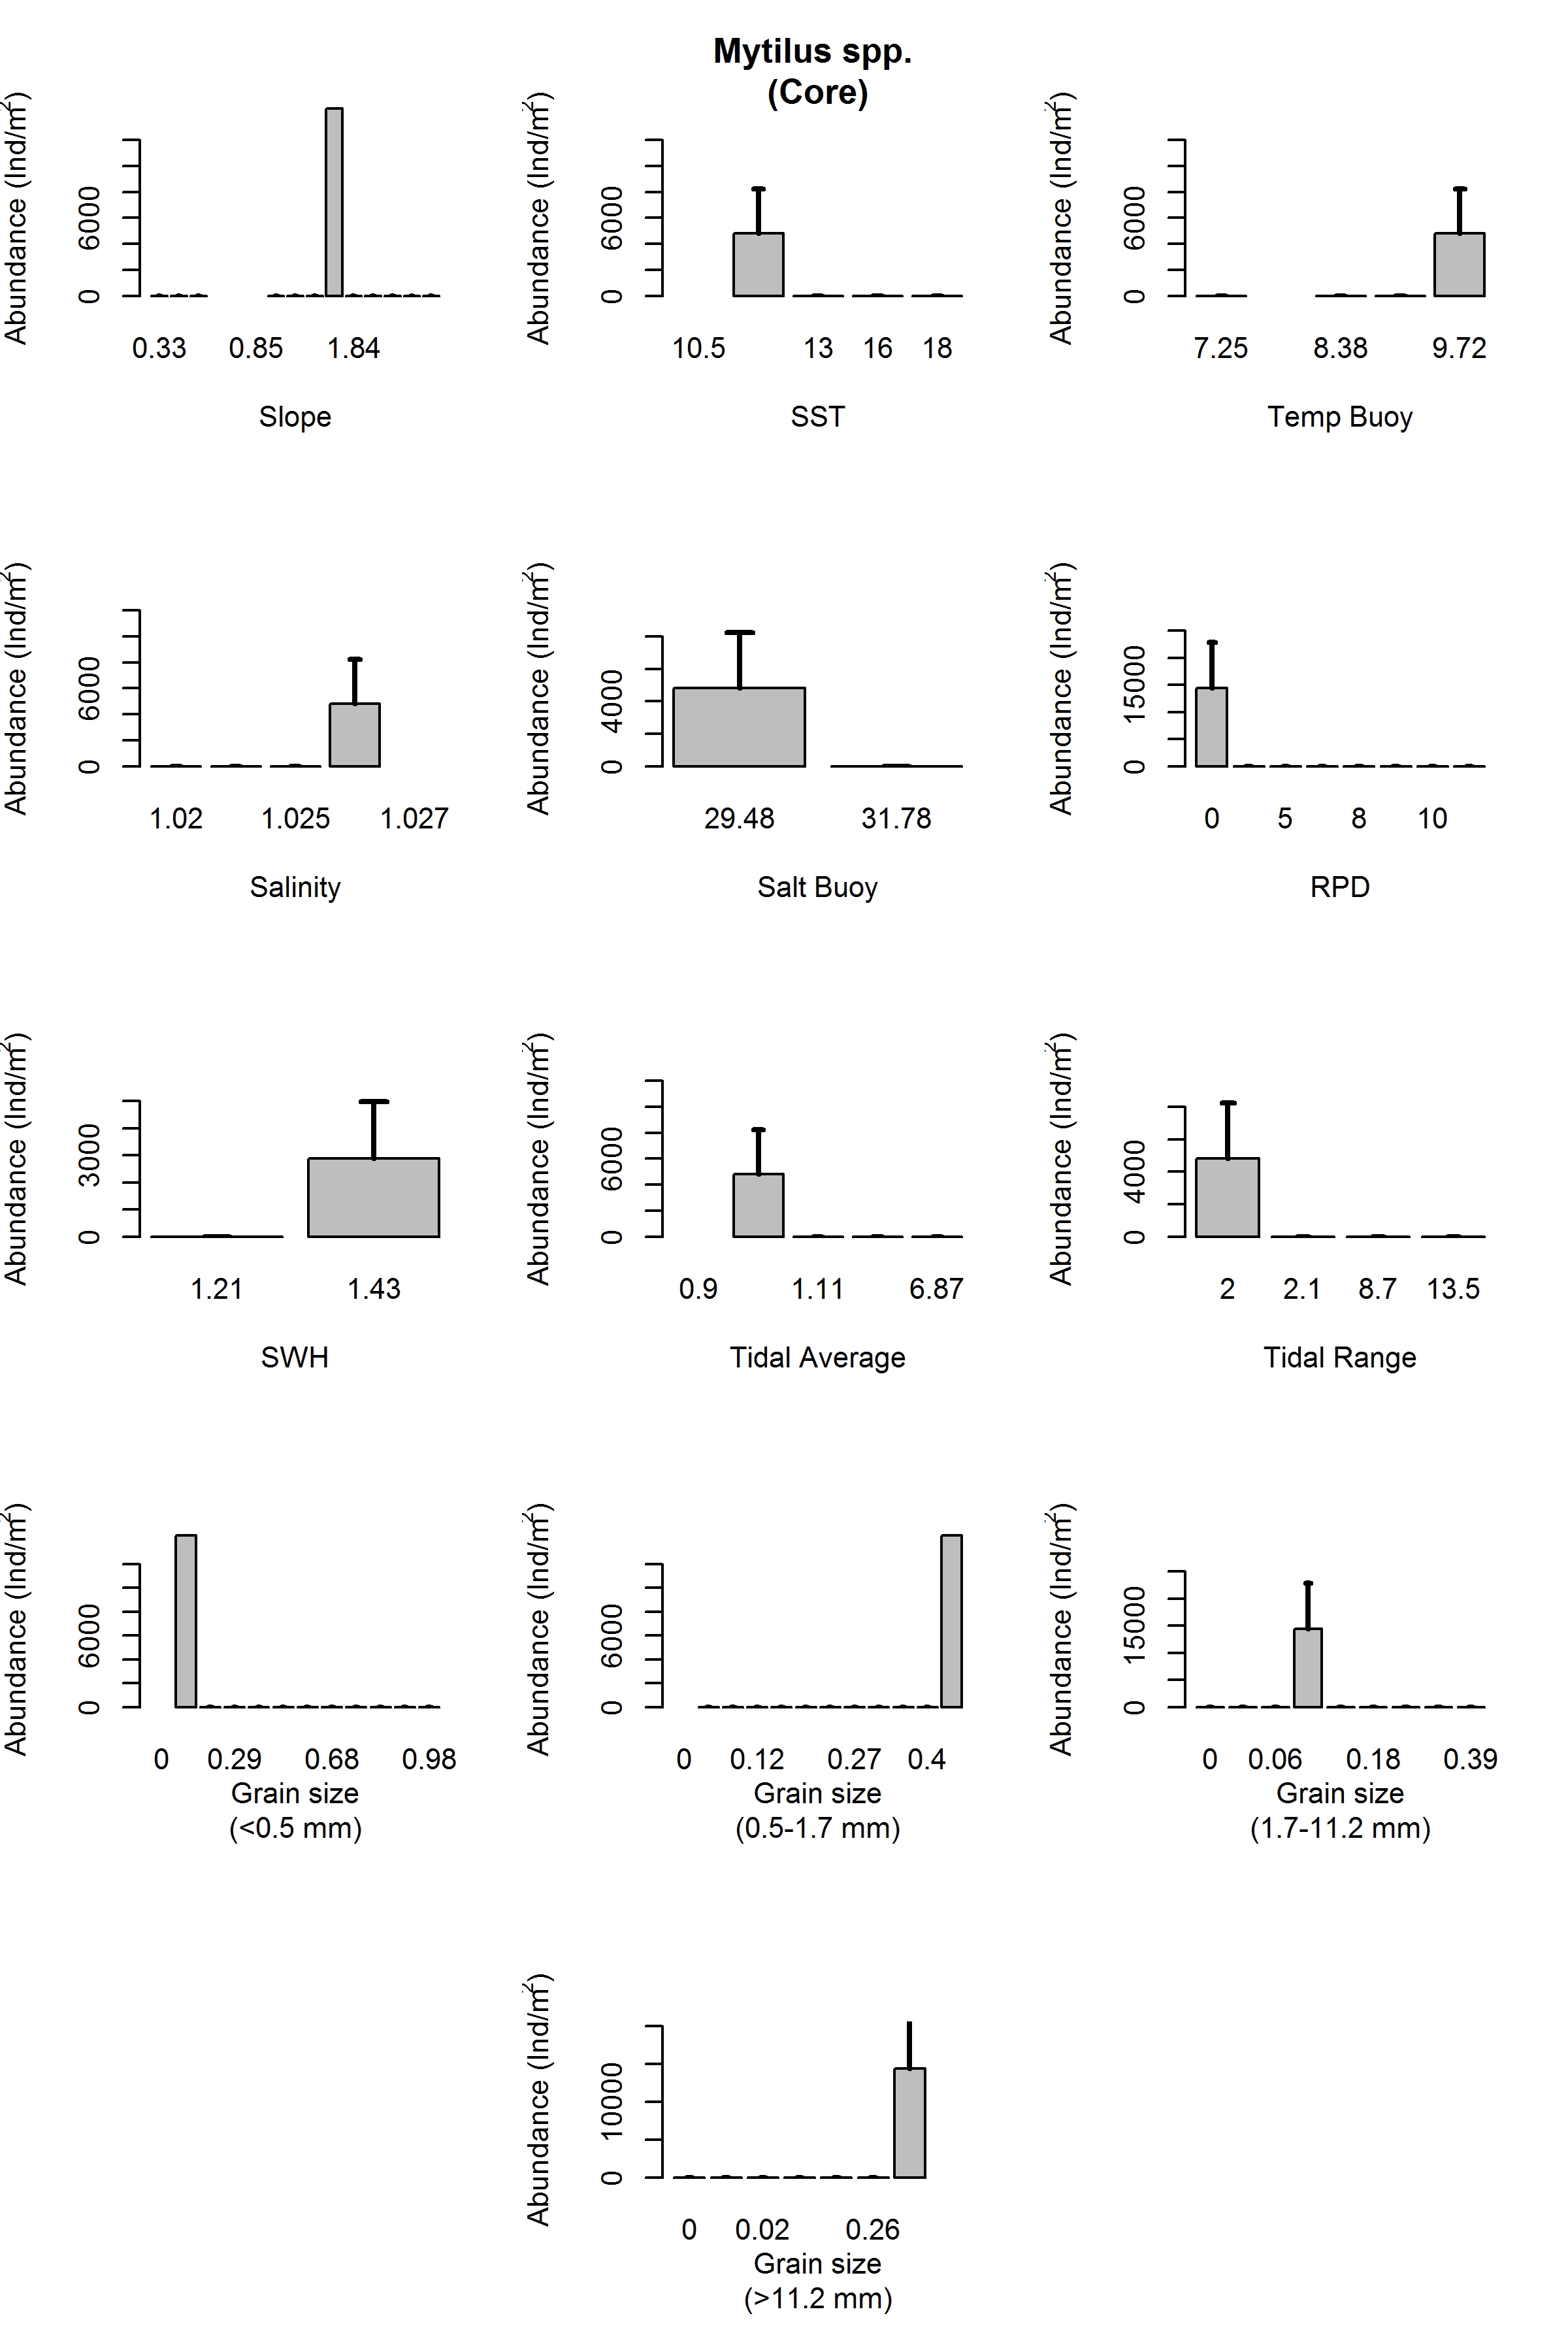 Mytilus spp.
(Core)
Abundance (Ind/m²)
0 6000
0.33 0.85 1.84
Slope
Abundance (Ind/m²)
0 6000
10.5 13 16 18
SST
Abundance (Ind/m²)
0 6000
7.25 8.38 9.72
Temp Buoy
Abundance (Ind/m²)
0 6000
1.02 1.025 1.027
Salinity
Abundance (Ind/m²)
0 4000
29.48 31.78
Salt Buoy
Abundance (Ind/m²)
0 15000
0 5 8 10
RPD
Abundance (Ind/m²)
0 3000
1.21 1.43
SWH
Abundance (Ind/m²)
0 6000
0.9 1.11 6.87
Tidal Average
Abundance (Ind/m²)
0 4000
2 2.1 8.7 13.5
Tidal Range
Abundance (Ind/m²)
0 6000
0 0.29 0.68 0.98
Grain size
(<0.5 mm)
Abundance (Ind/m²)
0 6000
0 0.12 0.27 0.4
Grain size
(0.5-1.7 mm)
Abundance (Ind/m²)
0 15000
0 0.06 0.18 0.39
Grain size
(1.7-11.2 mm)
Abundance (Ind/m²)
0 10000
0 0.02 0.26
Grain size
(>11.2 mm)